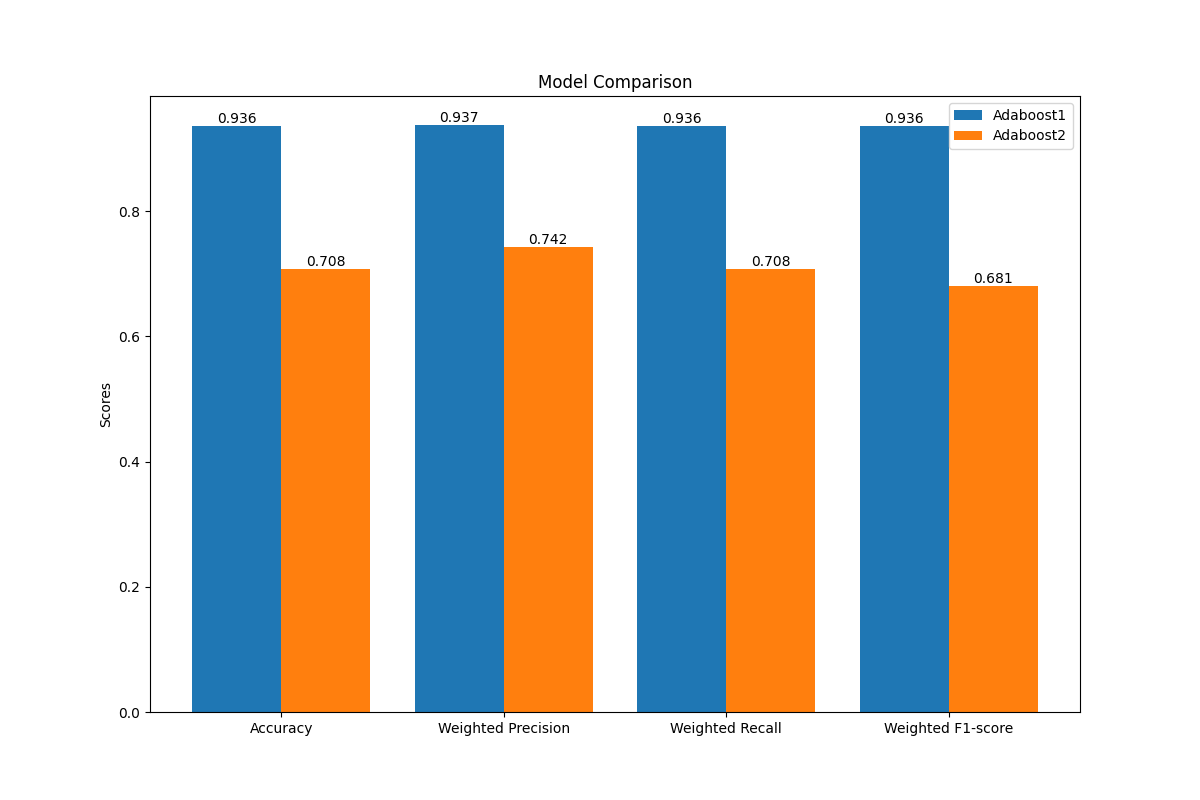 Model Comparison
Adaboost1
Adaboost2
0.936
0.937
0.936
0.936
0.708
0.742
0.708
0.681
Scores
0.8
0.6
0.4
0.2
0.0
Accuracy
Weighted Precision
Weighted Recall
Weighted F1-score